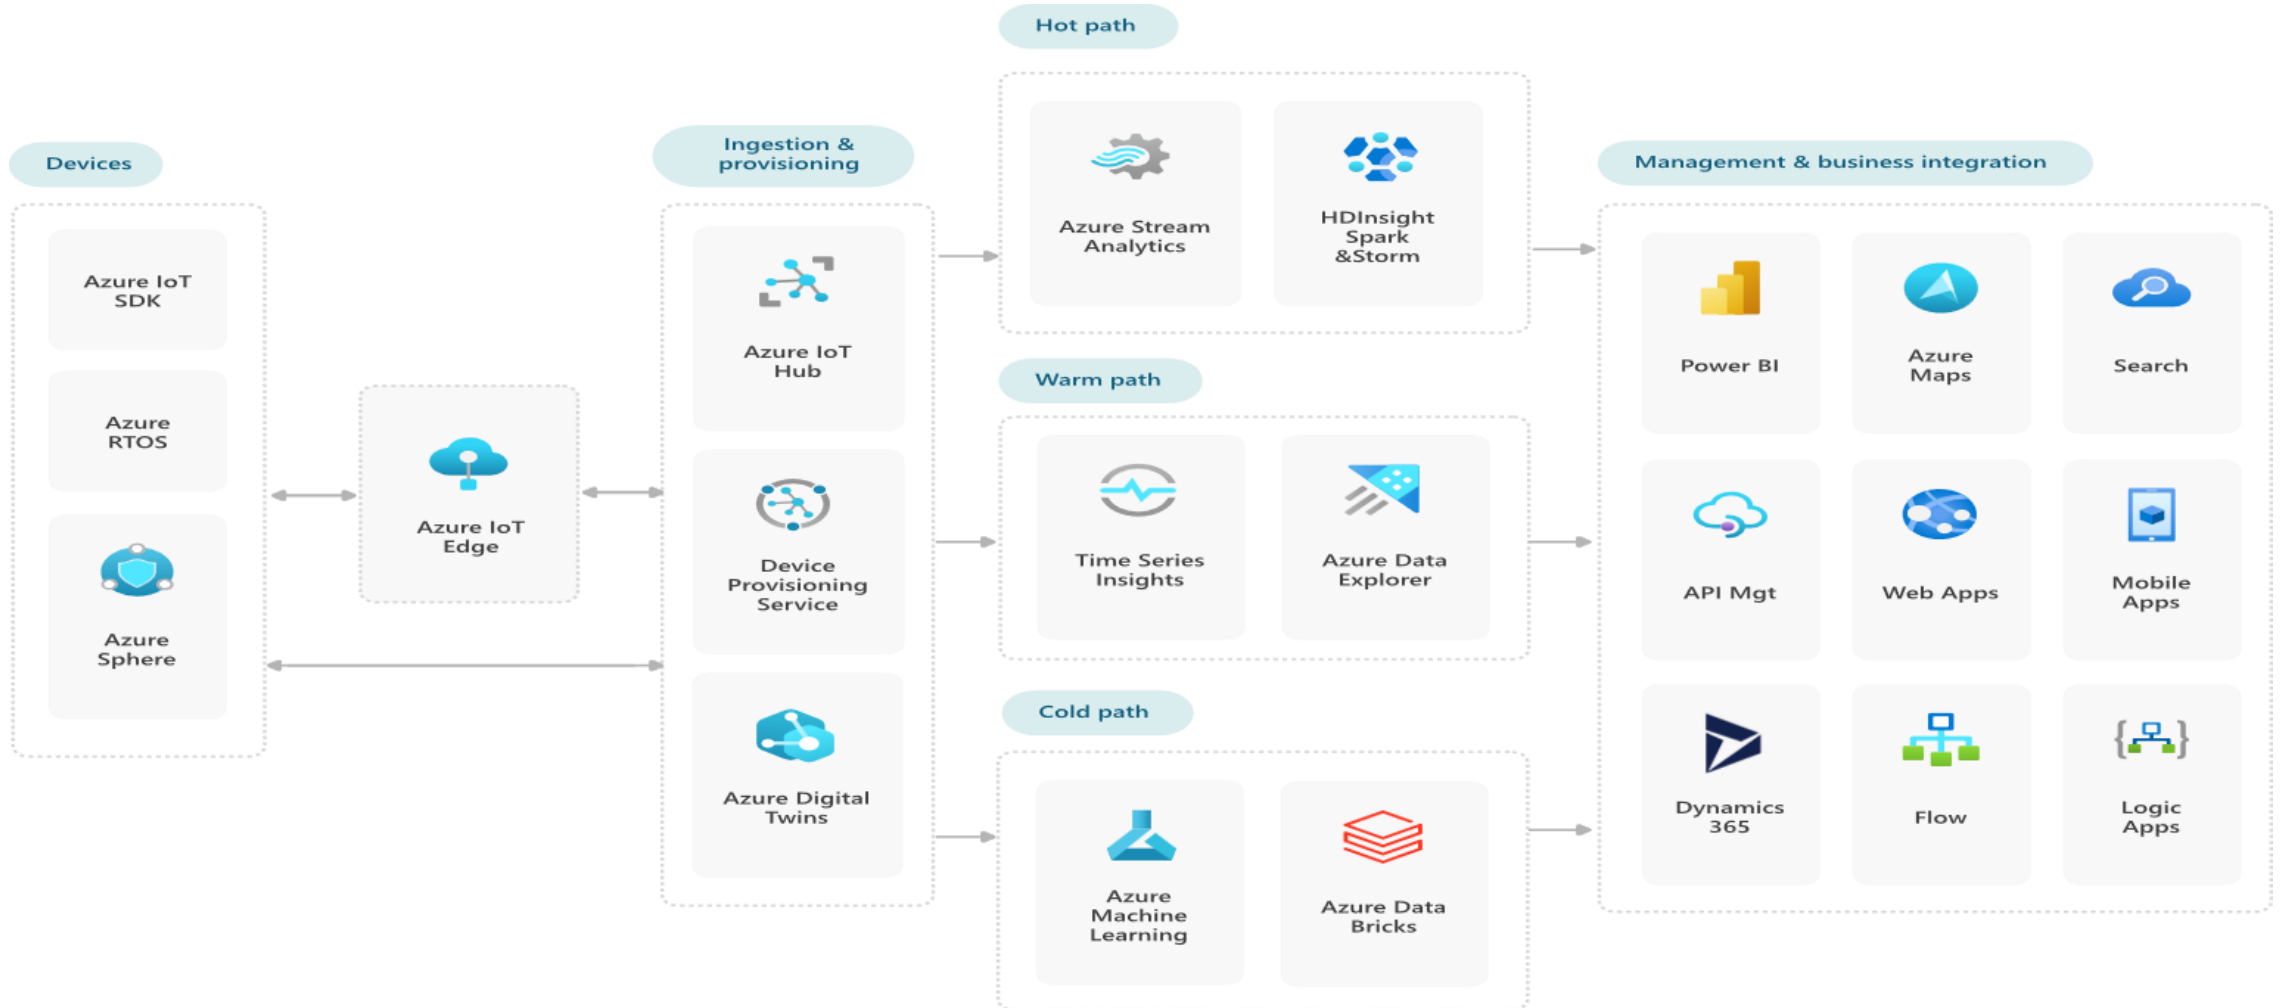 Devices
Azure IoT
SDK
Azure
RTOS
Azure
Sphere
Azure IoT
Edge
Ingestion &
provisioning
Azure IoT
Hub
Device
Provisioning
Service
Azure Digital
Twins
Hot path
Azure Stream
Analytics
HDInsight
Spark
&Storm
Warm path
Time Series
Insights
Azure Data
Explorer
Cold path
Azure
Machine
Learning
Azure Data
Bricks
Management & business integration
Power BI
Azure
Maps
Search
API Mgt
Web Apps
Mobile
Apps
Dynamics
365
Flow
Logic
Apps